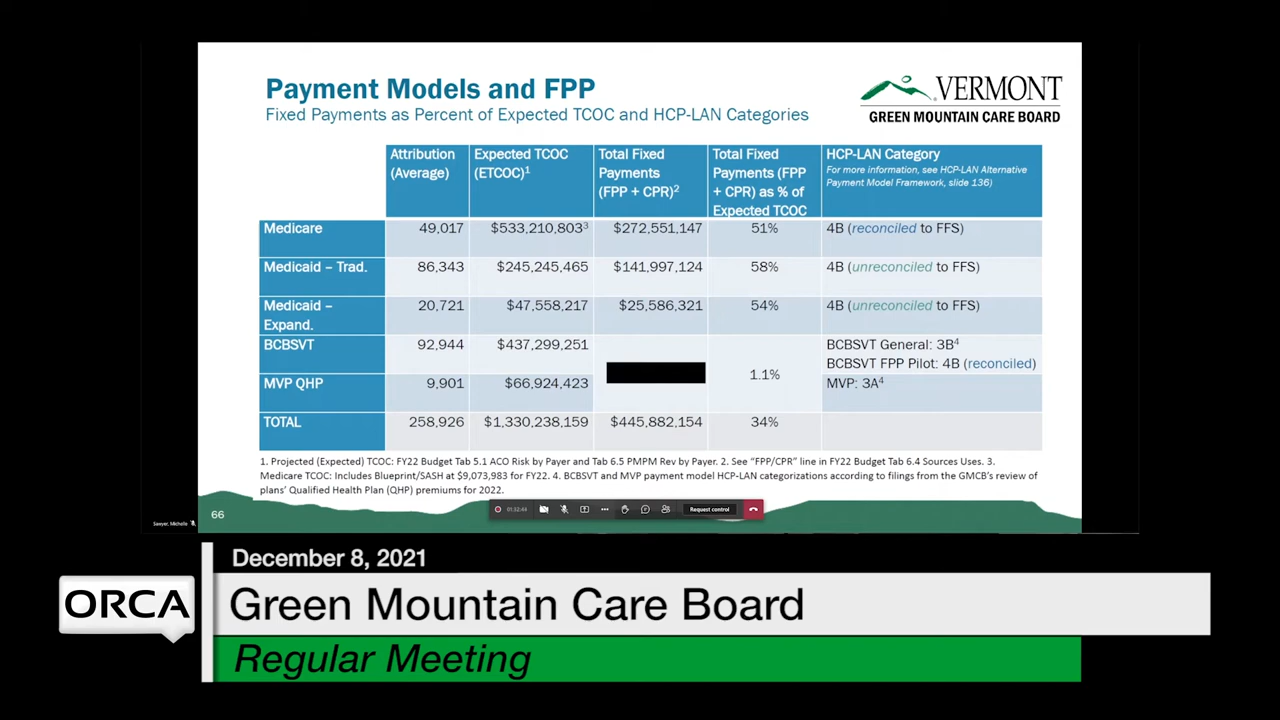 Payment Models and FPP
Fixed Payments as Percent of Expected TCOC and HCP-LAN Categories
VERMONT
GREEN MOUNTAIN CARE BOARD
Attribution (Average) Expected TCOC (ETCOC)1 Total Fixed Payments (FPP + CPR)2 Total Fixed Payments (FPP + CPR) as % of Expected TCOC HCP-LAN Category For more information, see HCP-LAN Alternative Payment Model Framework, slide 136)
Medicare 49,017 $533,210,8033 $272,551,147 51% 4B (reconciled to FFS)
Medicaid – Trad. 86,343 $245,245,465 $141,997,124 58% 4B (unreconciled to FFS)
Medicaid – Expand. 20,721 $47,558,217 $25,586,321 54% 4B (unreconciled to FFS)
BCBSVT 92,944 $437,299,251 BCBSVT General: 3B4
BCBSVT FPP Pilot: 4B (reconciled)
1.1%
MVP QHP 9,901 $66,924,423 MVP: 3A4
TOTAL 258,926 $1,330,238,159 $445,882,154 34%
1. Projected (Expected) TCOC: FY22 Budget Tab 5.1 ACO Risk by Payer and Tab 6.5 PMPM Rev by Payer. 2. See “FPP/CPR” line in FY22 Budget Tab 6.4 Sources Uses. 3.
Medicare TCOC: Includes Blueprint/SASH at $9,073,983 for FY22. 4. BCBSVT and MVP payment model HCP-LAN categorizations according to filings from the GMCB’s review of
plans’ Qualified Health Plan (QHP) premiums for 2022.
66
01:32:44
Request control
Sawyer, Michelle
December 8, 2021
ORCA
Green Mountain Care Board
Regular Meeting